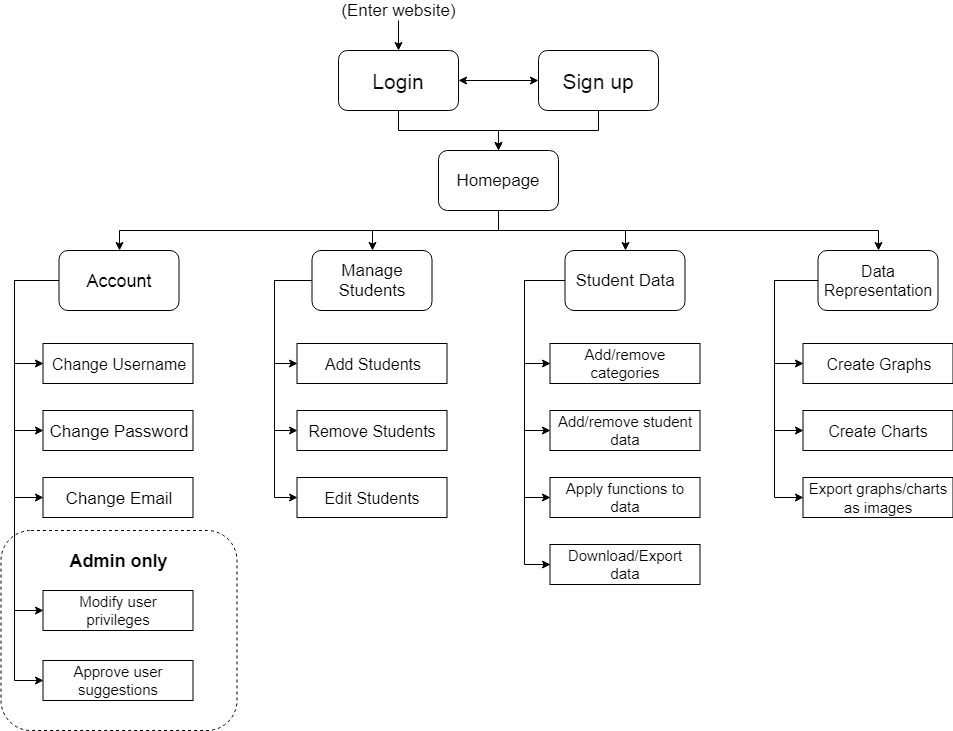 (Enter website)
Login
Sign up
Homepage
Account
Manage
Students
Student Data
Data
Representation
Change Username
Change Password
Change Email
Admin only
Modify user
privileges
Approve user
suggestions
Add Students
Remove Students
Edit Students
Add/remove
categories
Add/remove student
data
Apply functions to
data
Download/Export
data
Create Graphs
Create Charts
Export graphs/charts
as images